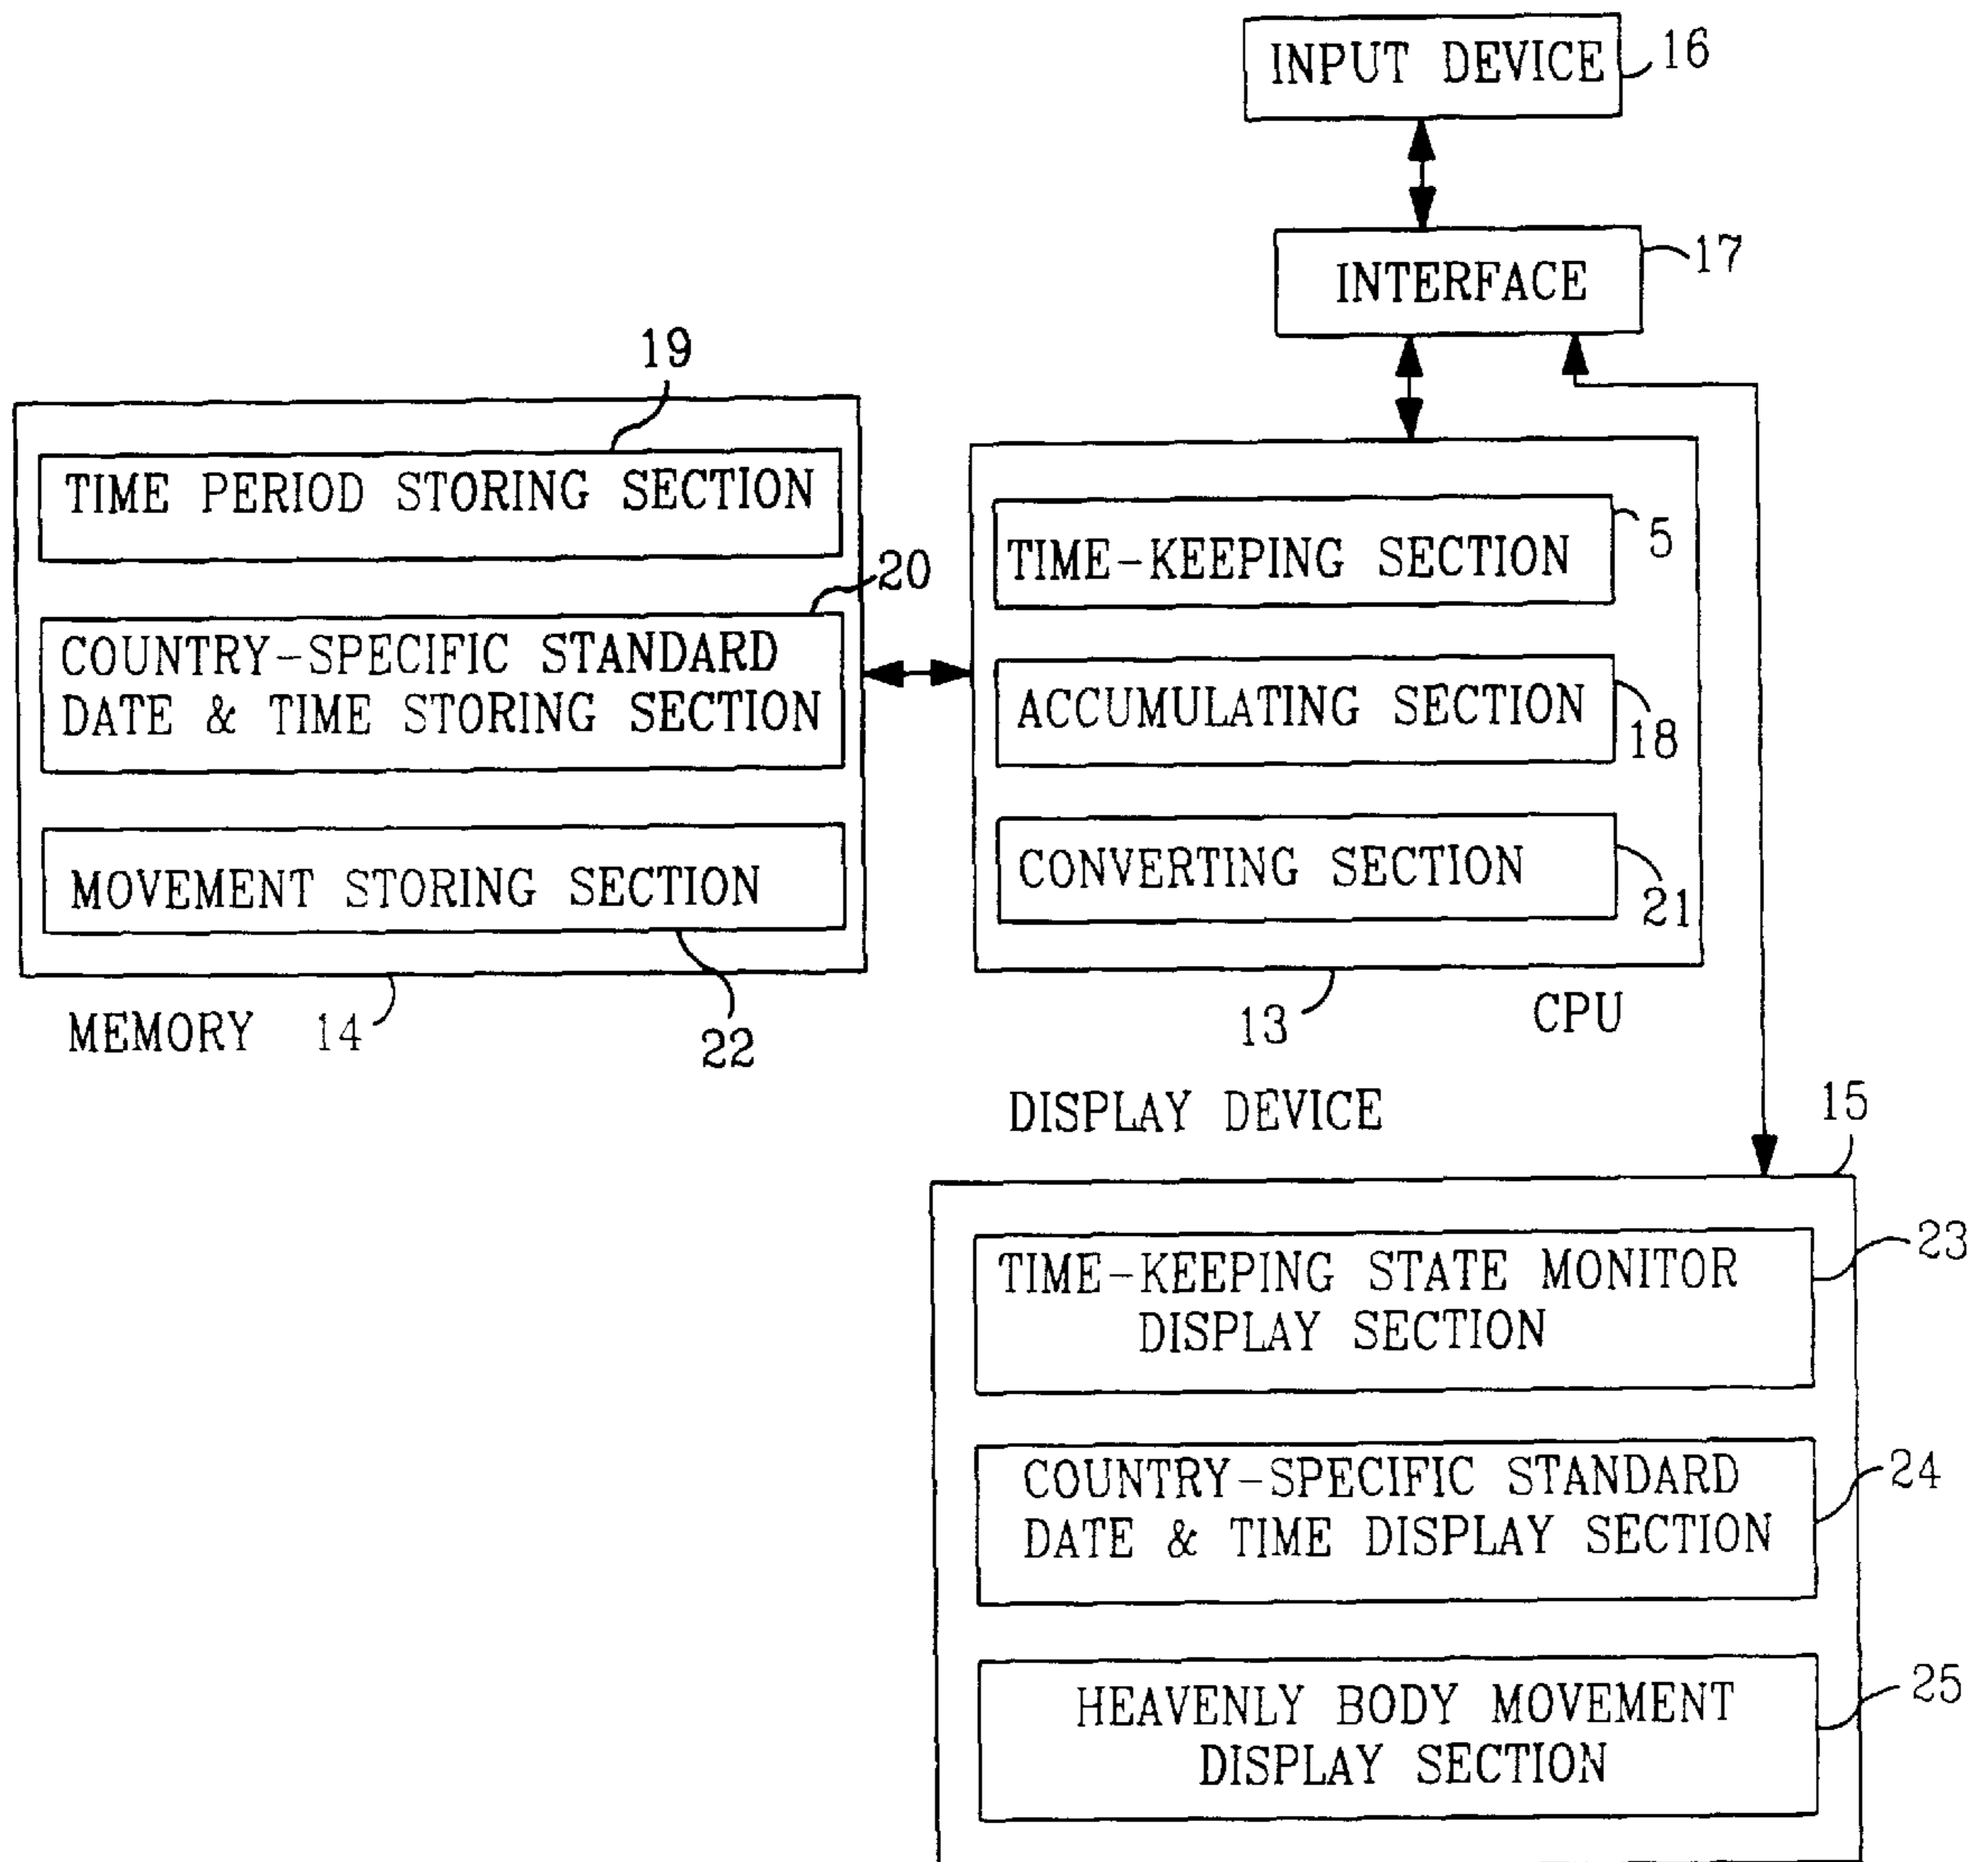 INPUT DEVICE
16
INTERFACE
17
19
TIME PERIOD STORING SECTION
20
COUNTRY-SPECIFIC STANDARD
DATE & TIME STORING SECTION
MOVEMENT STORING SECTION
22
MEMORY 14
TIME-KEEPING SECTION
5
ACCUMULATING SECTION
18
CONVERTING SECTION
21
13
CPU
DISPLAY DEVICE
15
TIME-KEEPING STATE MONITOR
DISPLAY SECTION
23
COUNTRY-SPECIFIC STANDARD
DATE & TIME DISPLAY SECTION
24
HEAVENLY BODY MOVEMENT
DISPLAY SECTION
25